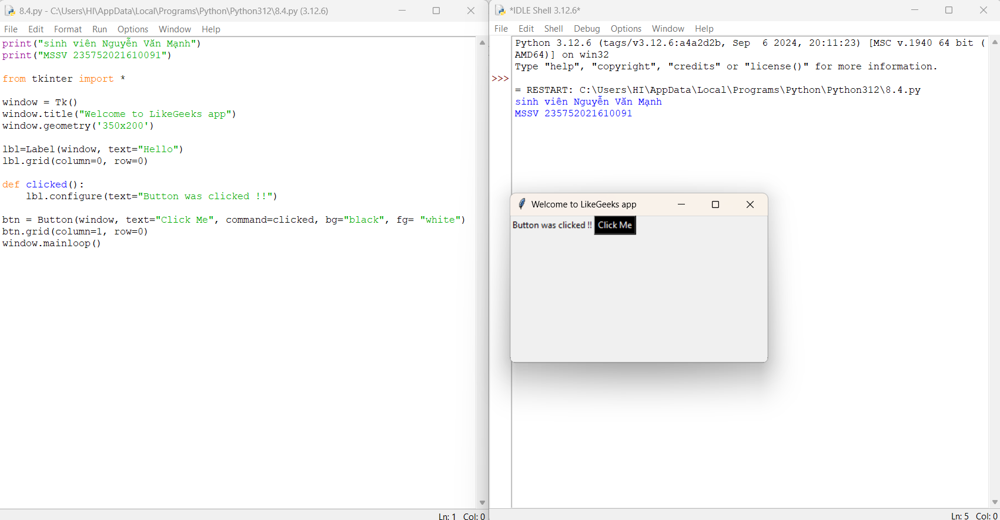 8.4.py - C:\Users\HI\AppData\Local\Programs\Python\Python312\8.4.py (3.12.6)
File Edit Format Run Options Window Help
print("sinh viên Nguyễn Văn Mạnh")
print("MSSV 235752021610091")
from tkinter import *
window = Tk()
window.title("Welcome to LikeGeeks app")
window.geometry('350x200')
lbl=Label(window, text="Hello")
lbl.grid(column=0, row=0)
def clicked():
    lbl.configure(text="Button was clicked !!")
btn = Button(window, text="Click Me", command=clicked, bg="black", fg= "white")
btn.grid(column=1, row=0)
window.mainloop()
Ln: 1 Col: 0
*IDLE Shell 3.12.6*
File Edit Shell Debug Options Window Help
Python 3.12.6 (tags/v3.12.6:a4a2d2b, Sep  6 2024, 20:11:23) [MSC v.1940 64 bit (
AMD64)] on win32
Type "help", "copyright", "credits" or "license()" for more information.
>>>
= RESTART: C:\Users\HI\AppData\Local\Programs\Python\Python312\8.4.py
sinh viên Nguyễn Văn Mạnh
MSSV 235752021610091
Welcome to LikeGeeks app
Button was clicked !! Click Me
Ln: 5 Col: 0